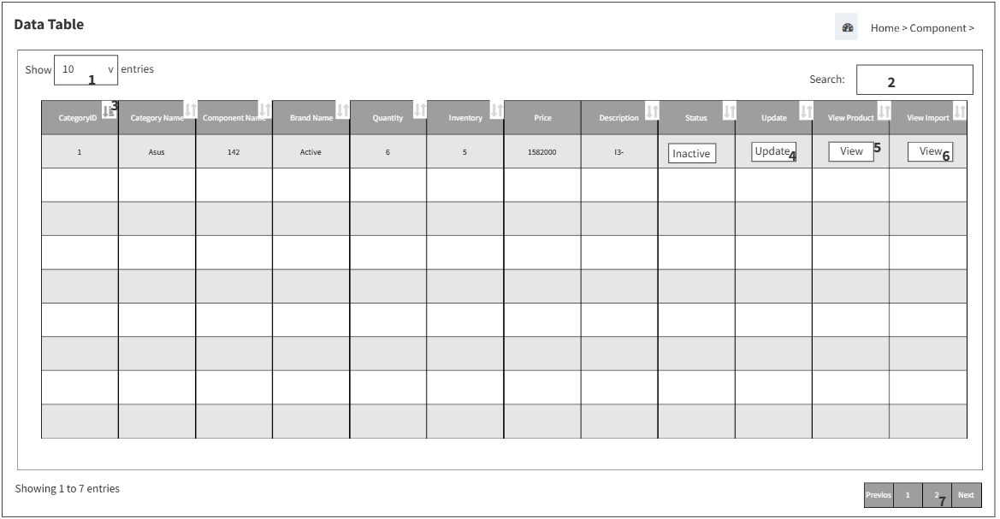 Data Table
Home > Component >
Show 10 v entries
1
Search: 2
3
CategoryID Category Name Component Name Brand Name Quantity Inventory Price Description Status Update View Product View Import
1 Asus 142 Active 6 5 1582000 I3- Inactive Update 4 View 5 View 6
Showing 1 to 7 entries
Previos 1 2 Next
7